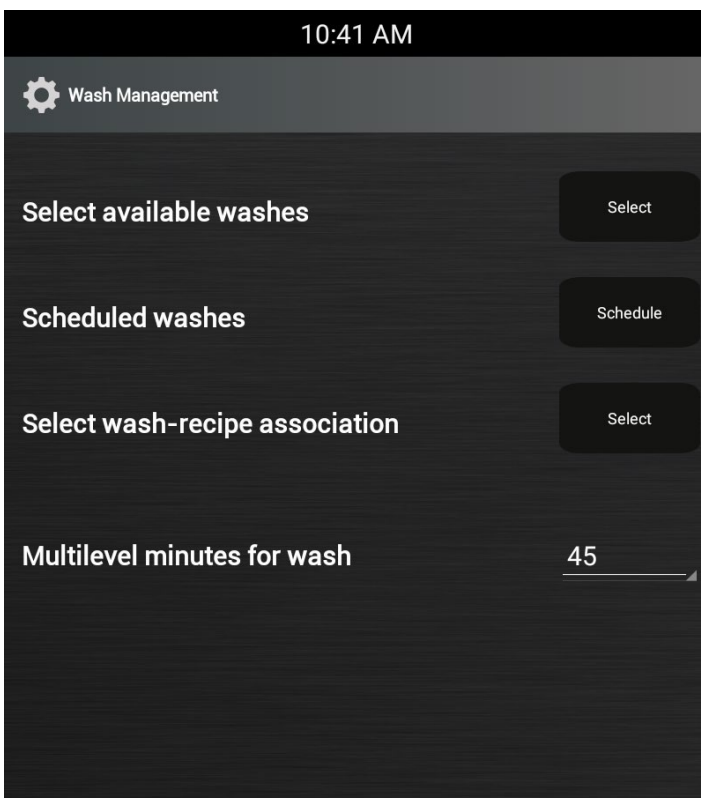 10:41 AM
Wash Management
Select available washes
Select
Scheduled washes
Schedule
Select wash-recipe association
Select
Multilevel minutes for wash
45